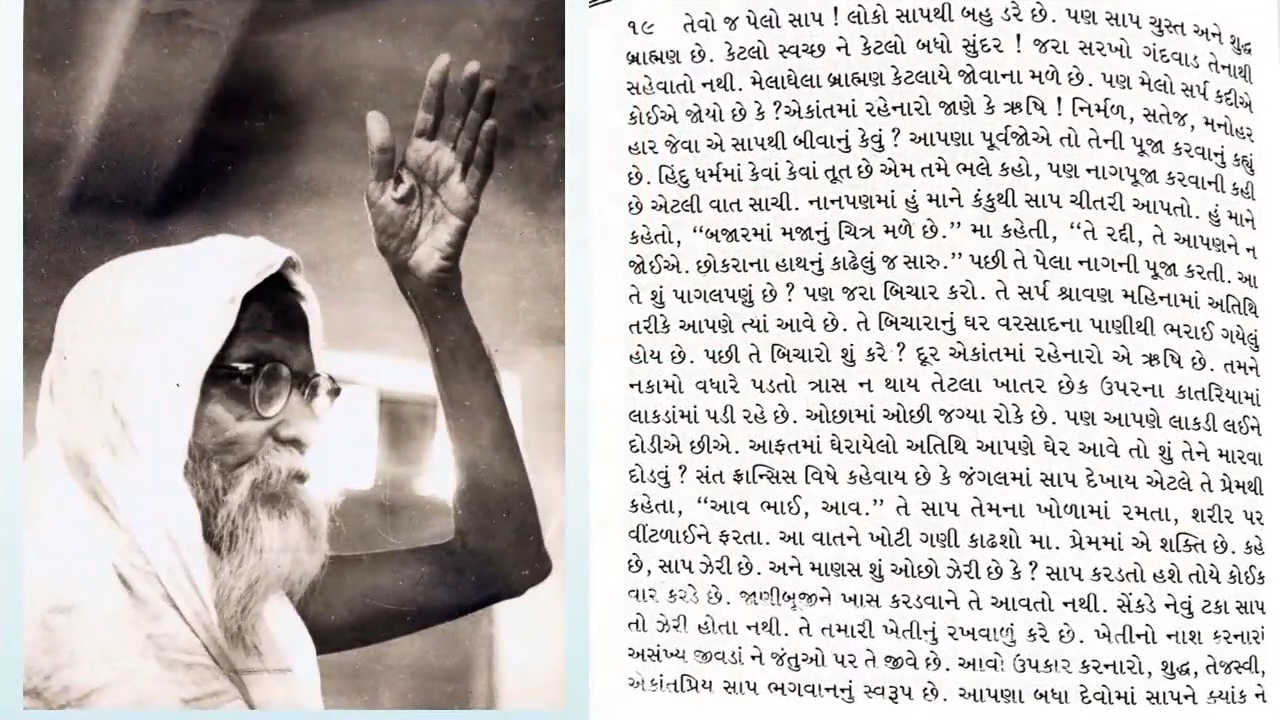 ૧૯ તેવો જ પેલો સાપ ! લોકો સાપથી બહુ ડરે છે. પણ સાપ ચુસ્ત અને શુદ્ધ
બ્રાહ્મણ છે. કેટલો સ્વચ્છ ને કેટલો બધો સુંદર ! જરા સરખો ગંદવાડ તેનાથી
સહેવાતો નથી. મેલાઘેલા બ્રાહ્મણ કેટલાયે જોવાના મળે છે. પણ મેલો સર્પ કદીએ
કોઈએ જોયો છે કે ? એકાંતમાં રહેનારો જાણે કે ઋષિ ! નિર્મળ, સતેજ, મનોહર
હાર જેવા એ સાપથી બીવાનું કેવું ? આપણા પૂર્વજોએ તો તેની પૂજા કરવાનું કહ્યું
છે. હિંદુ ધર્મમાં કેવાં કેવાં તૂત છે એમ તમે ભલે કહો, પણ નાગપૂજા કરવાની કહી
છે એટલી વાત સાચી. નાનપણમાં હું માને કંકુથી સાપ ચીતરી આપતો. હું માને
કહેતો, “બજારમાં મજાનું ચિત્ર મળે છે.” મા કહેતી, “તે રદ્દી, તે આપણને ન
જોઈએ. છોકરાના હાથનું કાઢેલું જ સારુ.” પછી તે પેલા નાગની પૂજા કરતી. આ
તે શું પાગલપણું છે ? પણ જરા બિચાર કરો. તે સર્પ શ્રાવણ મહિનામાં અતિથિ
તરીકે આપણે ત્યાં આવે છે. તે બિચારાનું ઘર વરસાદના પાણીથી ભરાઈ ગયેલું
હોય છે. પછી તે બિચારો શું કરે ? દૂર એકાંતમાં રહેનારો એ ઋષિ છે. તમને
નકામો વધારે પડતો ત્રાસ ન થાય તેટલા ખાતર છેક ઉપરના કાતરિયામાં
લાકડાંમાં પડી રહે છે. ઓછામાં ઓછી જગ્યા રોકે છે. પણ આપણે લાકડી લઈને
દોડીએ છીએ. આફતમાં ઘેરાયેલો અતિથિ આપણે ઘેર આવે તો શું તેને મારવા
દોડવું ? સંત ફ્રાન્સિસ વિષે કહેવાય છે કે જંગલમાં સાપ દેખાય એટલે તે પ્રેમથી
કહેતા, “આવ ભાઈ, આવ.” તે સાપ તેમના ખોળામાં રમતા, શરીર પર
વીંટળાઈને ફરતા. આ વાતને ખોટી ગણી કાઢશો મા. પ્રેમમાં એ શક્તિ છે. કહે
છે, સાપ ઝેરી છે. અને માણસ શું ઓછો ઝેરી છે કે ? સાપ કરડતો હશે તોયે કોઈક
વાર કરડે છે. જાણીબૂજીને ખાસ કરડવાને તે આવતો નથી. સેંકડે નેવું ટકા સાપ
તો ઝેરી હોતા નથી. તે તમારી ખેતીનું રખવાળું કરે છે. ખેતીનો નાશ કરનારાં
અસંખ્ય જીવડાં ને જંતુઓ પર તે જીવે છે. આવો ઉપકાર કરનારો, શુદ્ધ, તેજસ્વી,
એકાંતપ્રિય સાપ ભગવાનનું સ્વરૂપ છે. આપણા બધા દેવોમાં સાપને ક્યાંક ને